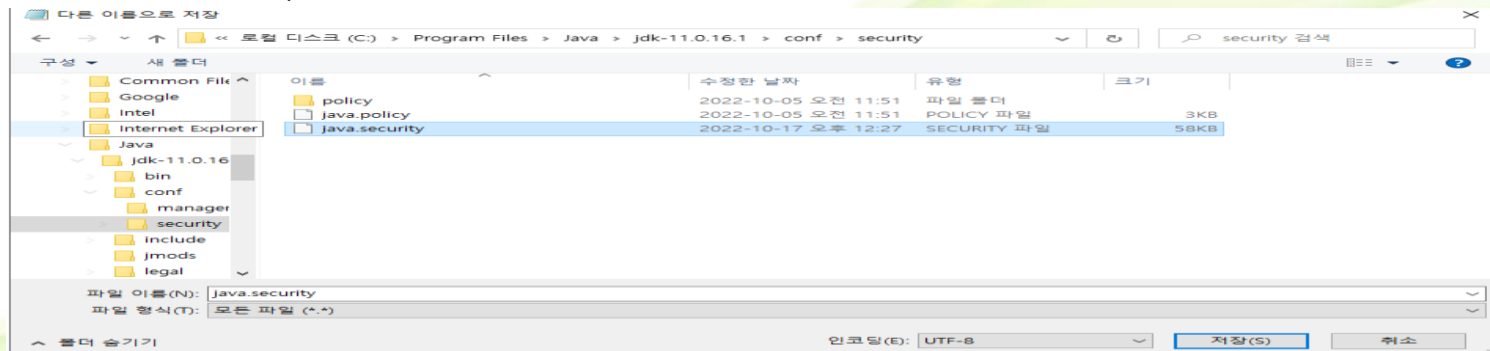 다른 이름으로 저장
« 로컬 디스크 (C:) > Program Files > Java > jdk-11.0.16.1 > conf > security
security 검색
구성 새 폴더
이름 수정한 날짜 유형 크기
Common File
Google
Intel
Internet Explorer
Java
jdk-11.0.16
bin
conf
manager
security
include
jmods
legal
policy 2022-10-05 오전 11:51 파일 폴더
java.policy 2022-10-05 오전 11:51 POLICY 파일 3KB
java.security 2022-10-17 오후 12:27 SECURITY 파일 58KB
파일 이름(N): java.security
파일 형식(T): 모든 파일 (*.*)
폴더 숨기기
인코딩(E): UTF-8
저장(S)
취소